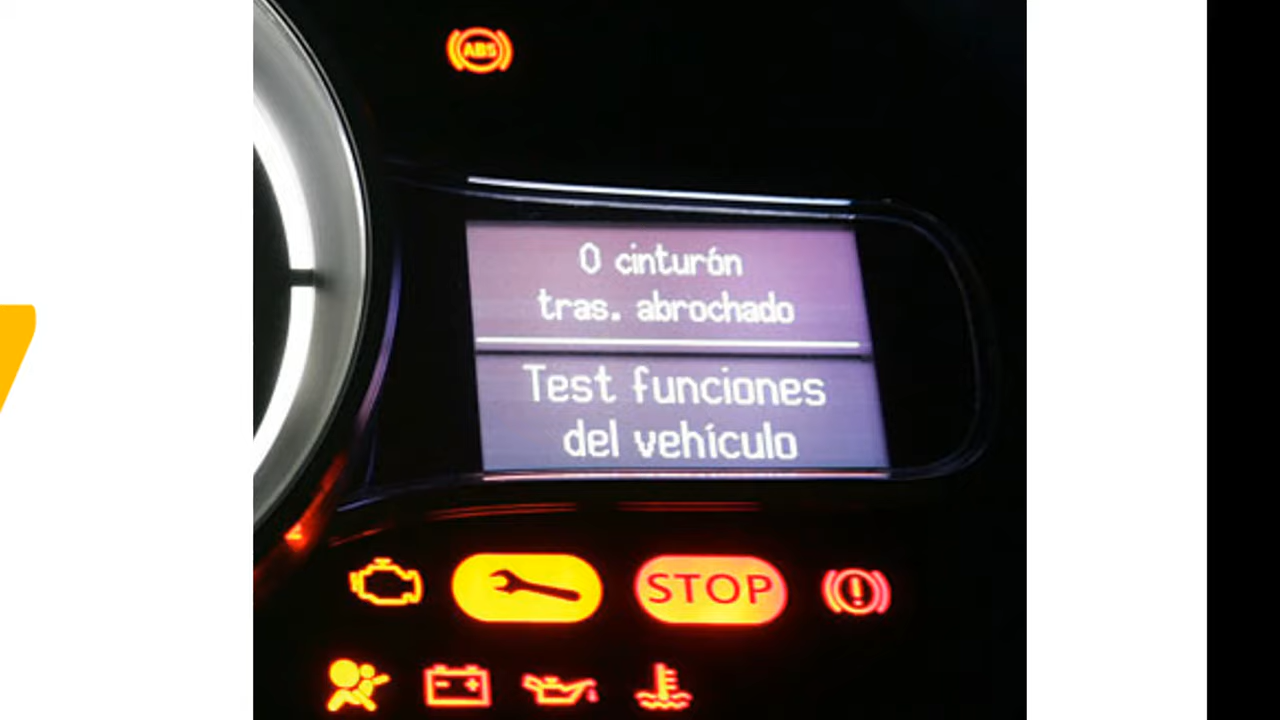 ABS
0 cinturón
tras. abrochado
Test funciones
del vehículo
STOP